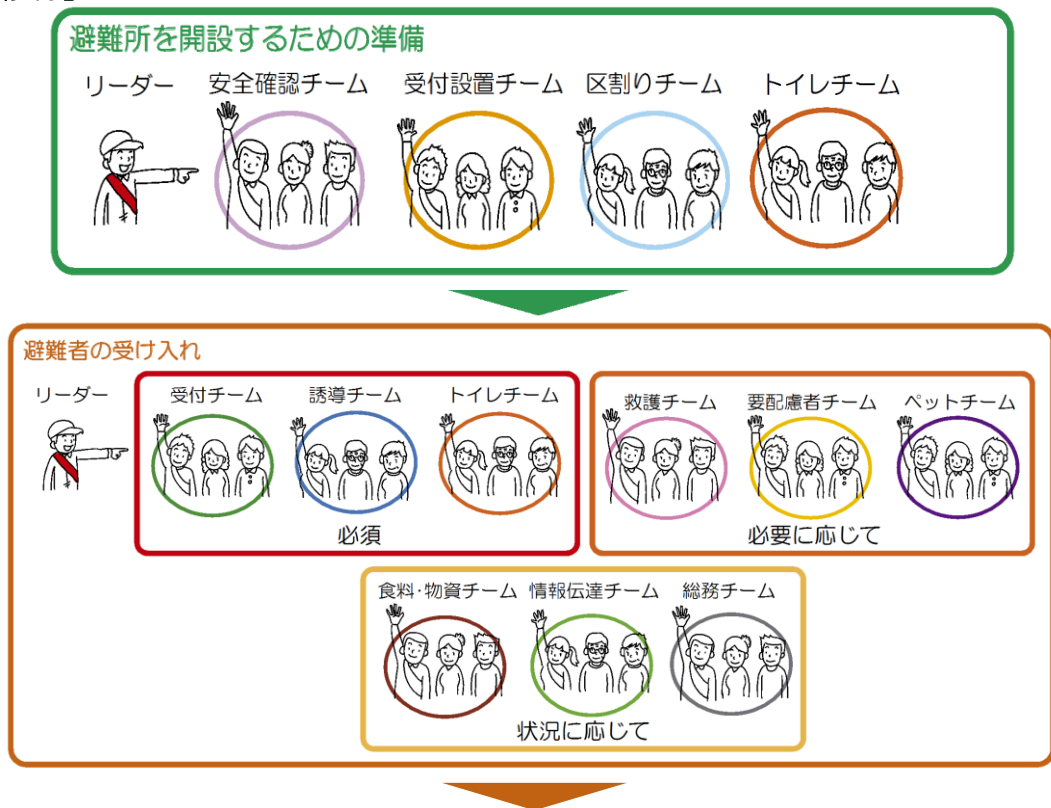 避難所を開設するための準備
リーダー 安全確認チーム 受付設置チーム 区割りチーム トイレチーム
避難者の受け入れ
リーダー 受付チーム 誘導チーム トイレチーム 救護チーム 要配慮者チーム ペットチーム
必須 必要に応じて
食料・物資チーム 情報伝達チーム 総務チーム
状況に応じて